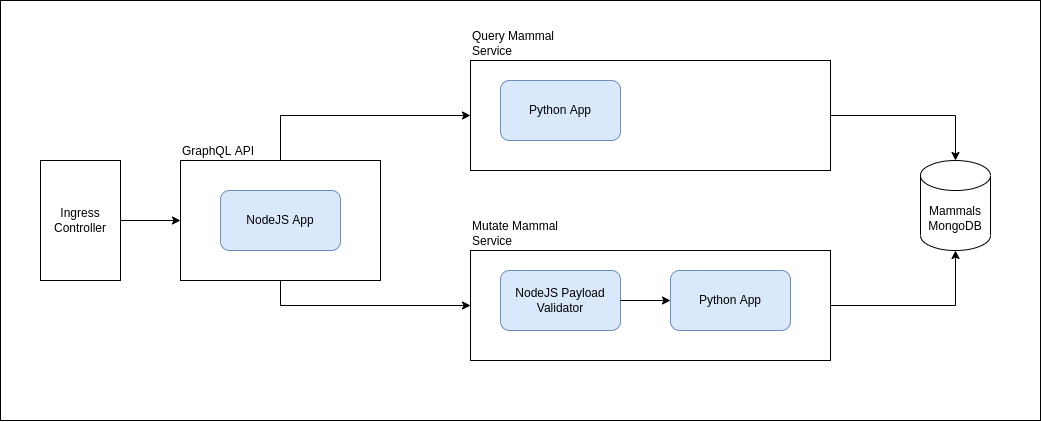 Query Mammal
Service
Python App
GraphQL API
Ingress
Controller
NodeJS App
Mammals
MongoDB
Mutate Mammal
Service
NodeJS Payload
Validator
Python App